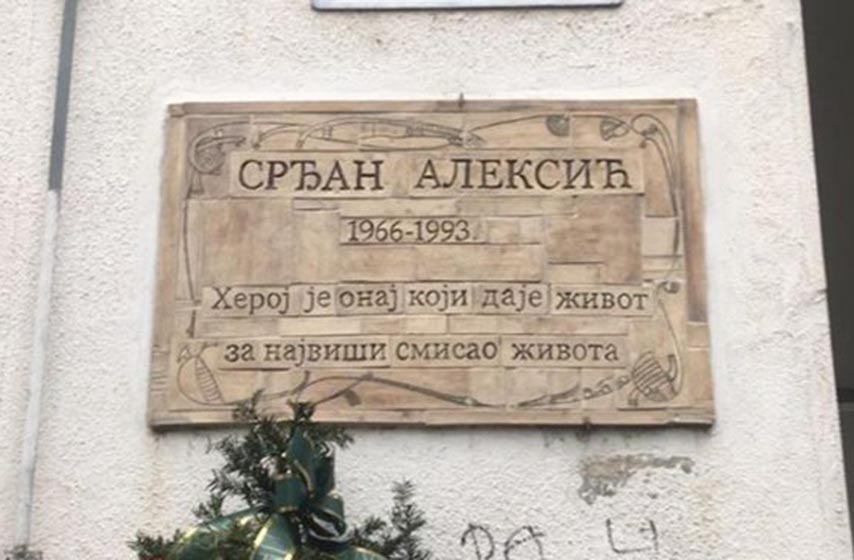 СРЂАН АЛЕКСИЋ
1966-1993.
Херој је онај који даје живот
за највиши смисао живота